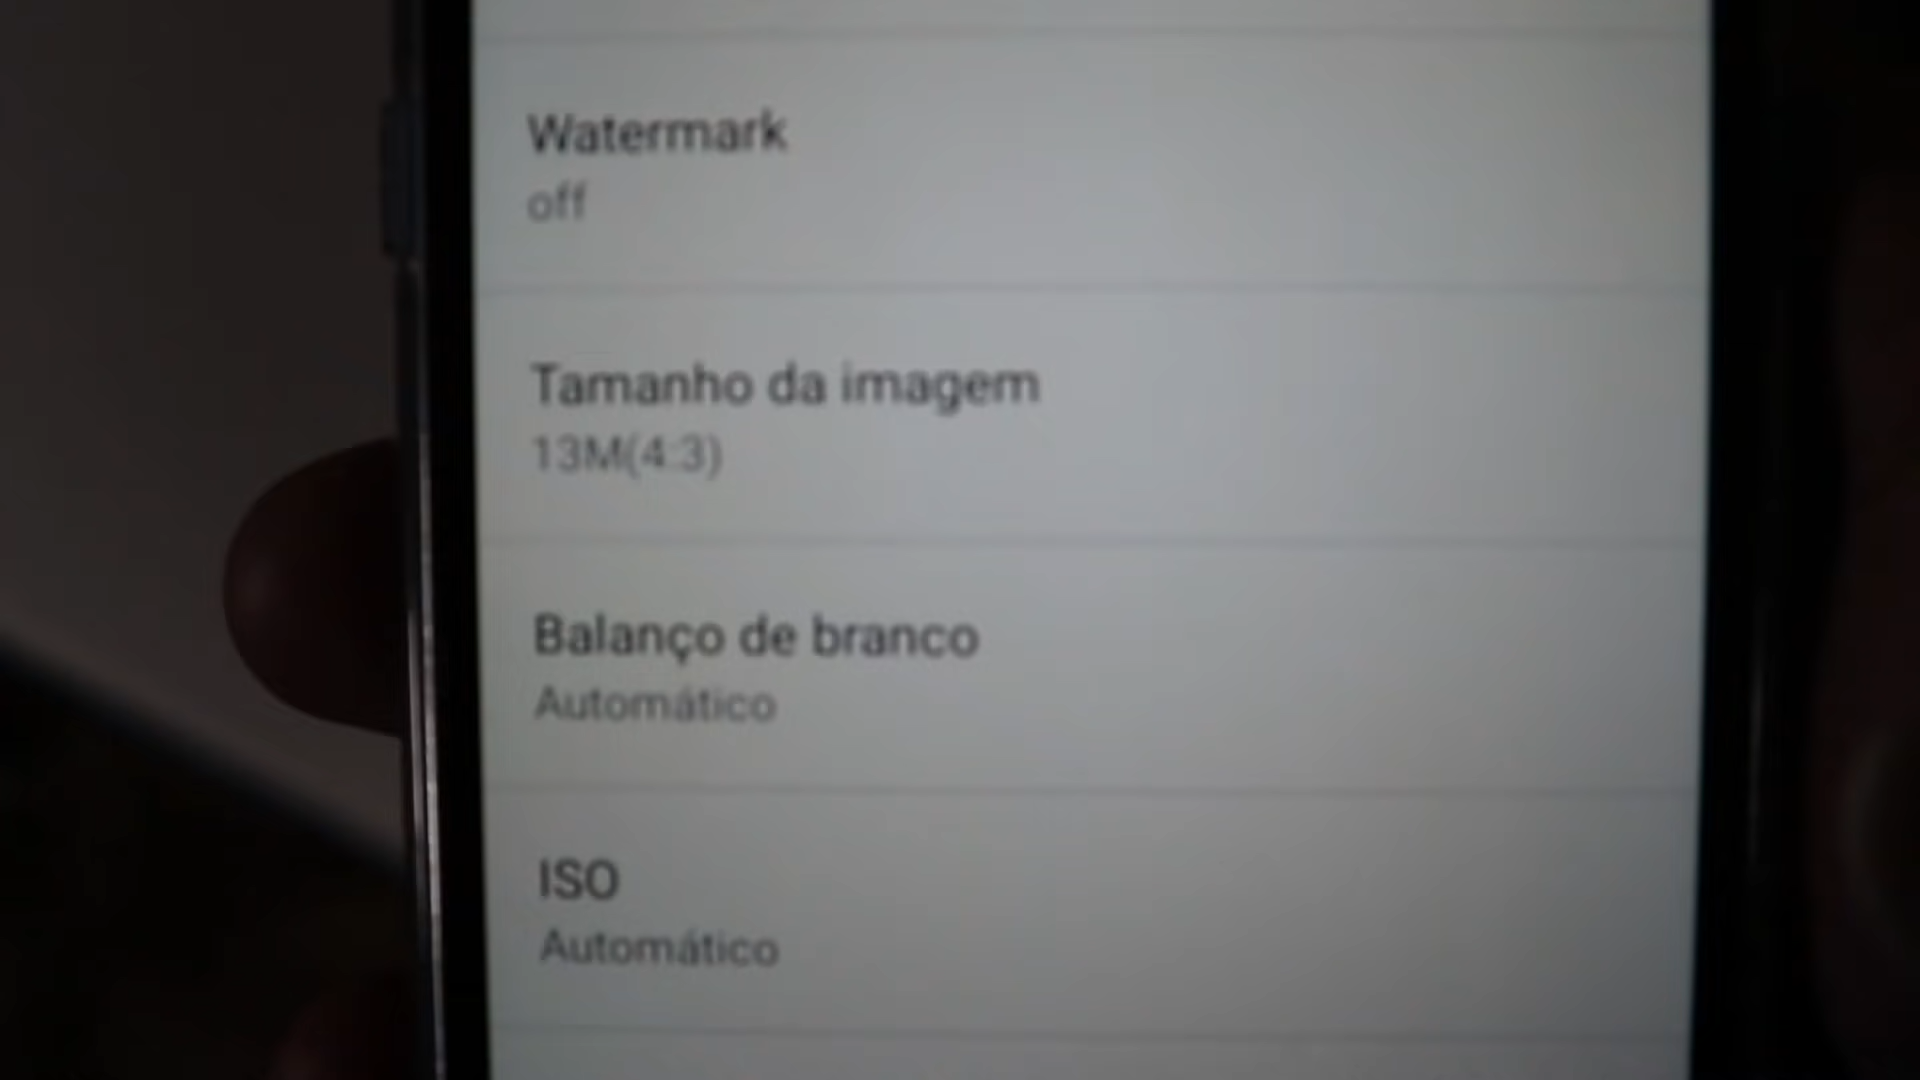 Watermark
off
Tamanho da imagem
13M(4:3)
Balanço de branco
Automático
ISO
Automático